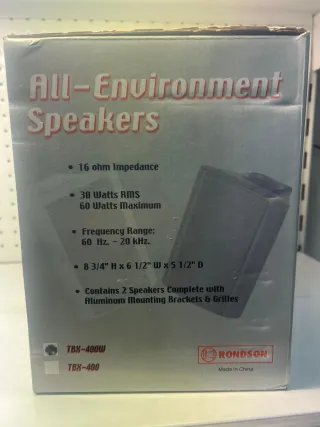 All-Environment
Speakers
• 16 ohm Impedance
• 30 Watts RMS
60 Watts Maximum
• Frequency Range:
60 Hz. - 20 kHz.
• 8 3/4" H x 6 1/2" W x 5 1/2" D
• Contains 2 Speakers Complete with
Aluminum Mounting Brackets & Grilles
TBX-400W
TBX-400
RONDSON
Made in China